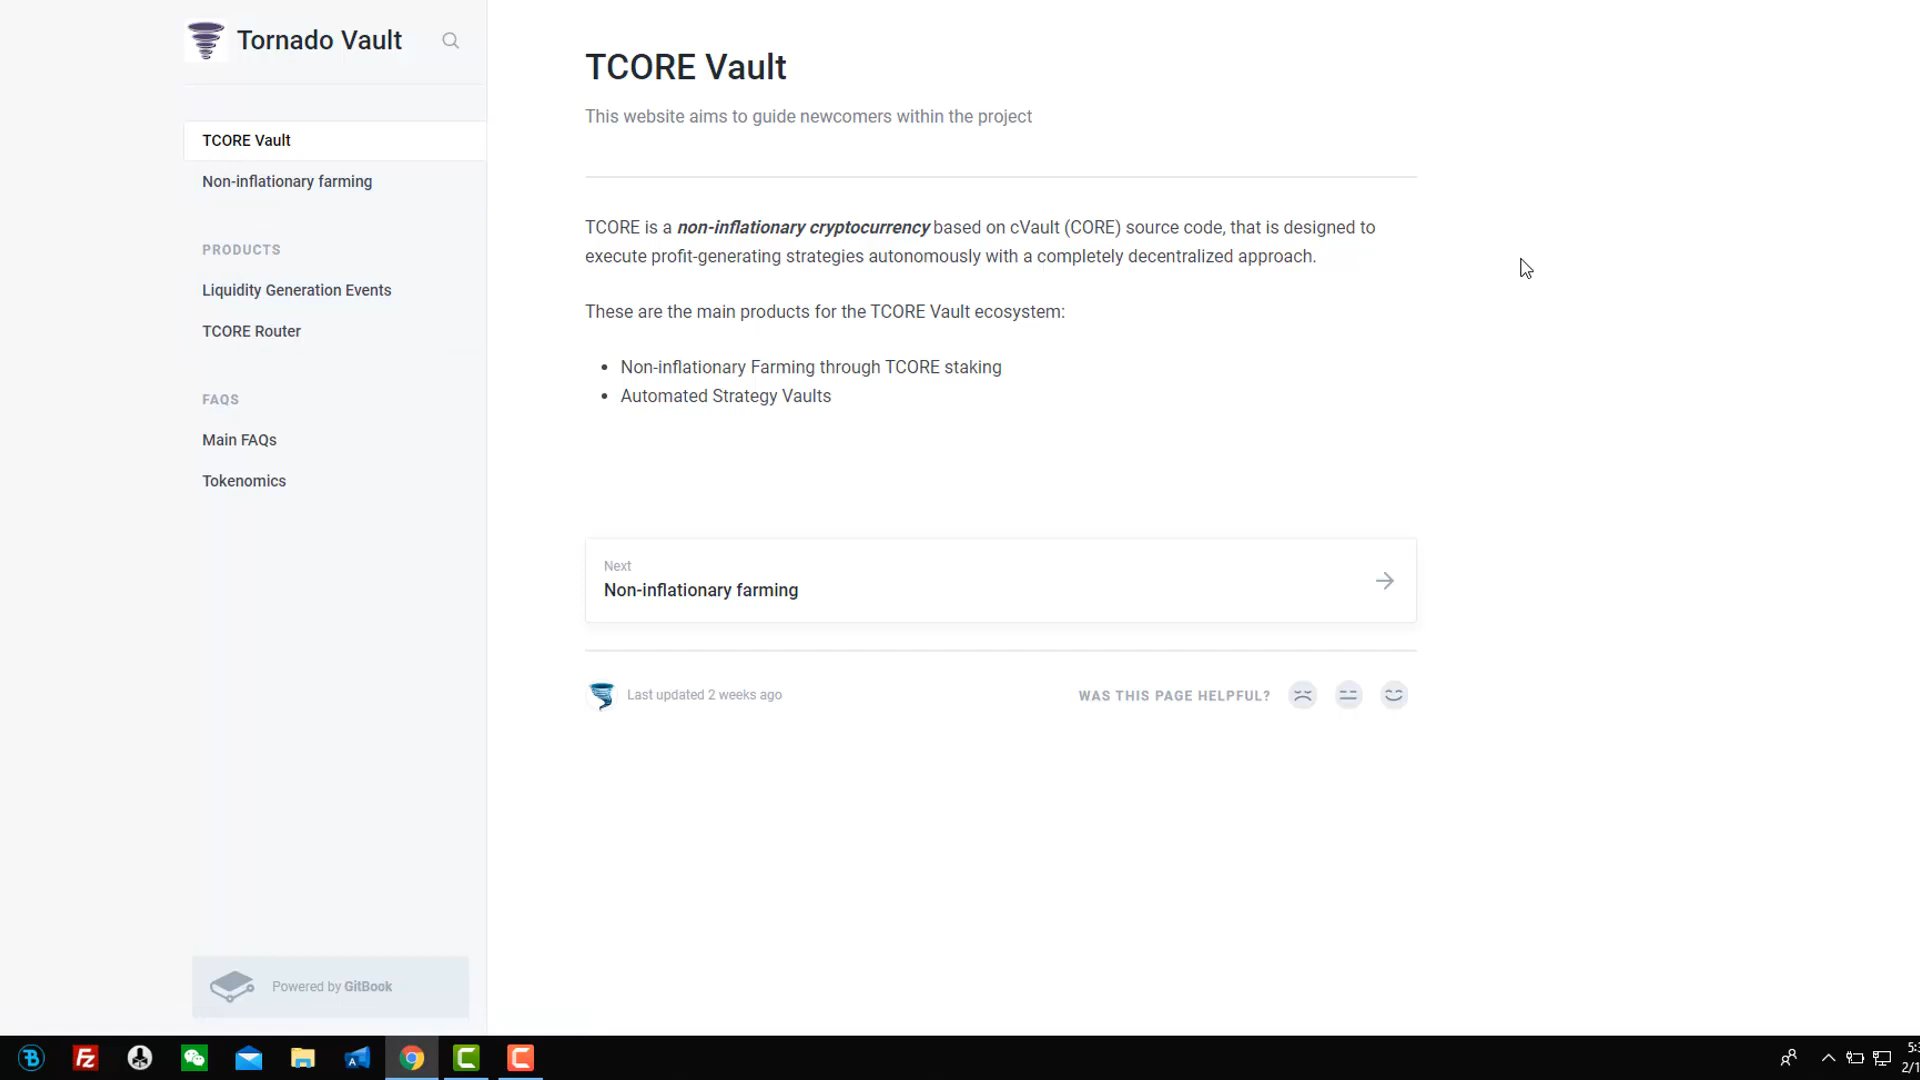 Tornado Vault
TCORE Vault
Non-inflationary farming
PRODUCTS
Liquidity Generation Events
TCORE Router
FAQS
Main FAQs
Tokenomics
Powered by GitBook
TCORE Vault
This website aims to guide newcomers within the project
TCORE is a non-inflationary cryptocurrency based on cVault (CORE) source code, that is designed to
execute profit-generating strategies autonomously with a completely decentralized approach.
These are the main products for the TCORE Vault ecosystem:
• Non-inflationary Farming through TCORE staking
• Automated Strategy Vaults
Next
Non-inflationary farming
Last updated 2 weeks ago
WAS THIS PAGE HELPFUL?